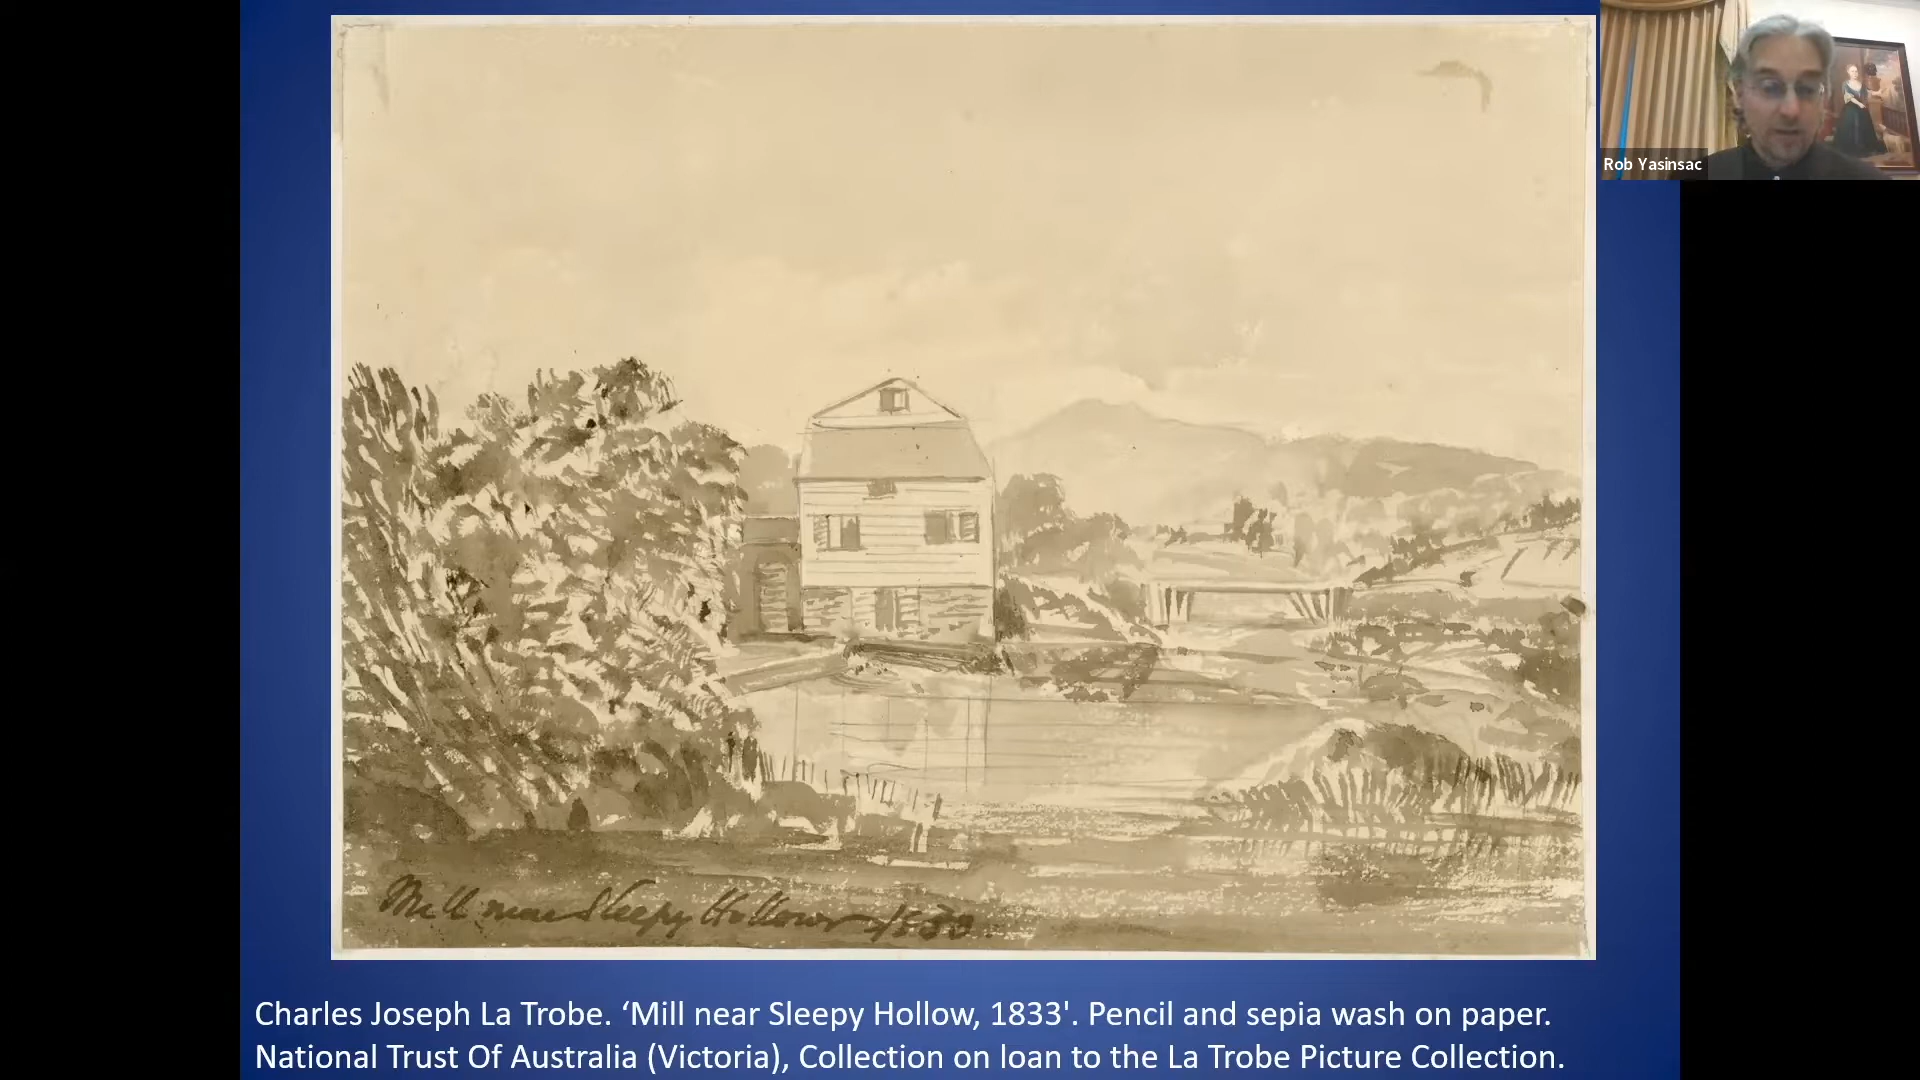 Rob Yasinsac
Mill near Sleepy Hollow 1833
Charles Joseph La Trobe. ‘Mill near Sleepy Hollow, 1833'. Pencil and sepia wash on paper.
National Trust Of Australia (Victoria), Collection on loan to the La Trobe Picture Collection.